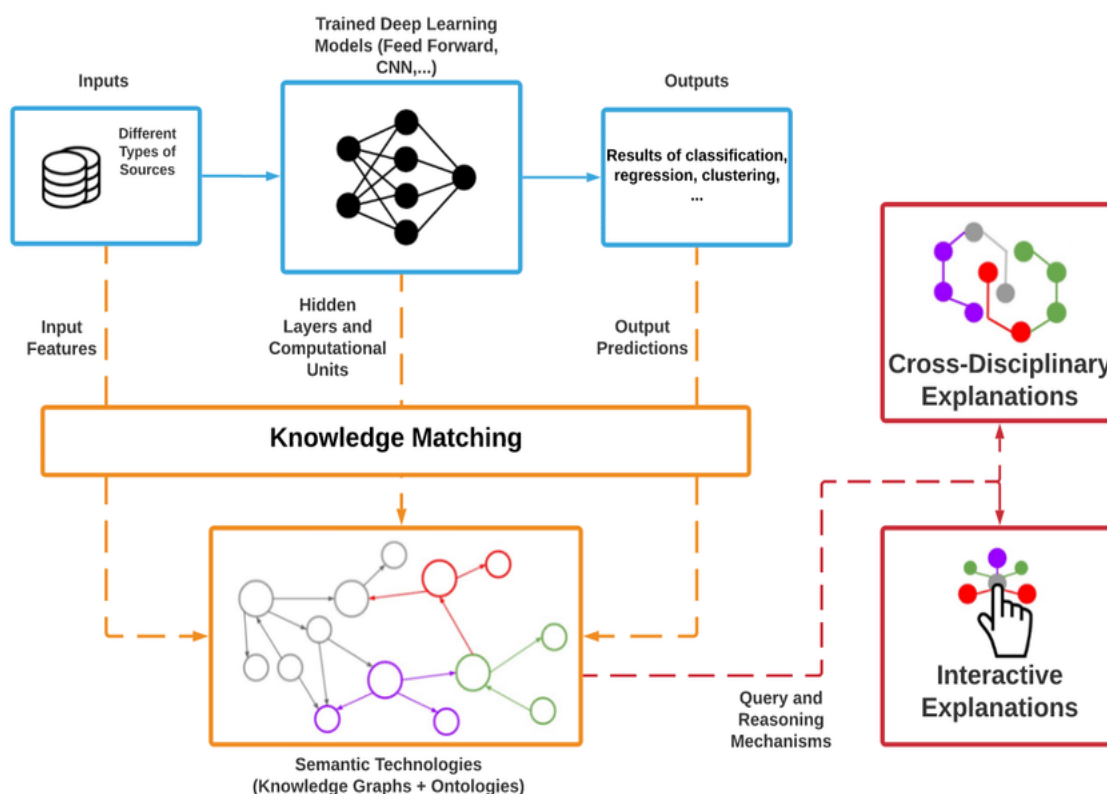 Trained Deep Learning
Models (Feed Forward,
CNN,...)
Inputs
Outputs
Different
Types of
Sources
Results of classification,
regression, clustering,
...
Input
Features
Hidden
Layers and
Computational
Units
Output
Predictions
Knowledge Matching
Cross-Disciplinary
Explanations
Interactive
Explanations
Query and
Reasoning
Mechanisms
Semantic Technologies
(Knowledge Graphs + Ontologies)